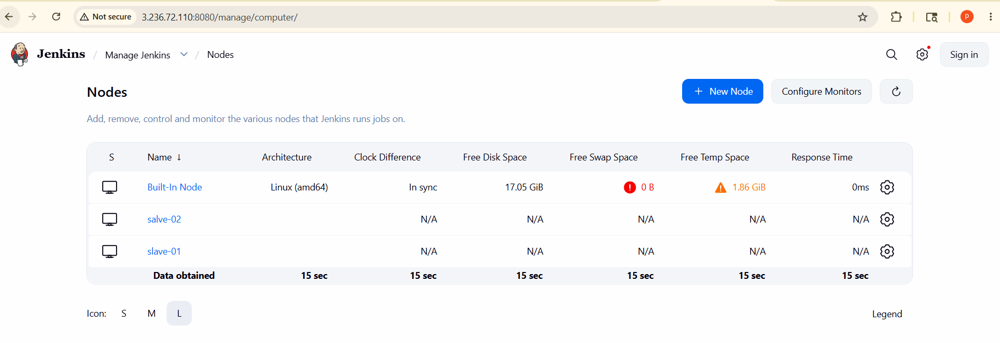 Not secure 3.236.72.110:8080/manage/computer/ P
Jenkins / Manage Jenkins / Nodes Sign in
Nodes + New Node Configure Monitors
Add, remove, control and monitor the various nodes that Jenkins runs jobs on.
S Name ↓ Architecture Clock Difference Free Disk Space Free Swap Space Free Temp Space Response Time
Built-In Node Linux (amd64) In sync 17.05 GiB 0 B 1.86 GiB 0ms
salve-02 N/A N/A N/A N/A N/A
slave-01 N/A N/A N/A N/A N/A
Data obtained 15 sec 15 sec 15 sec 15 sec 15 sec 15 sec
Icon: S M L Legend